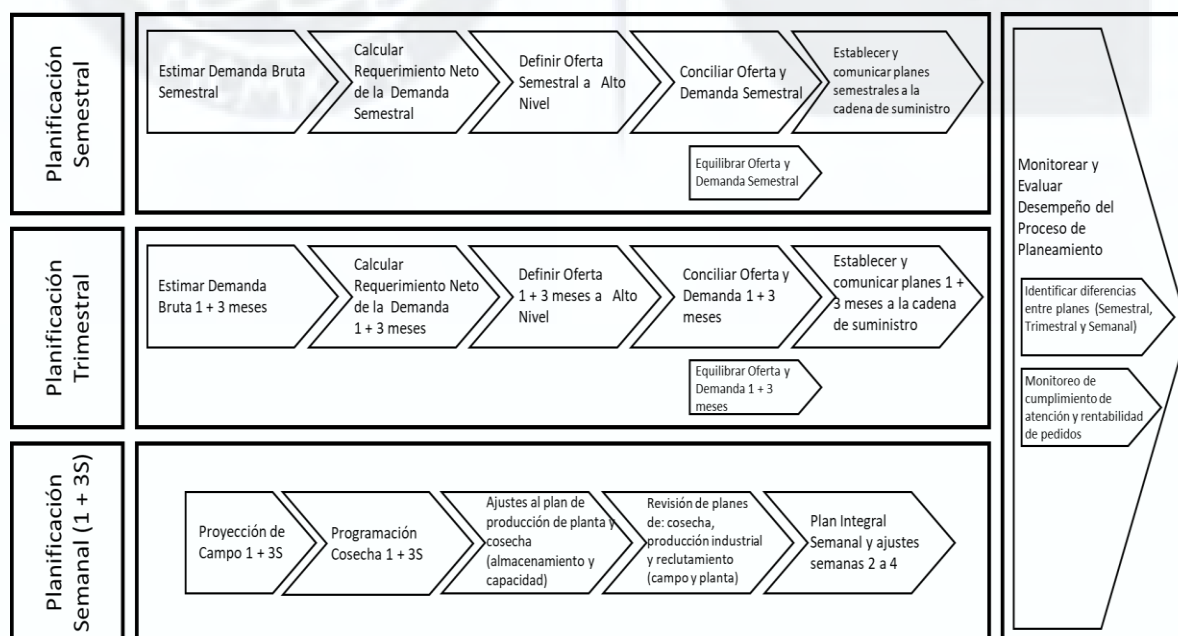 Planificación
Semestral
Estimar Demanda Bruta
Semestral
Calcular
Requerimiento Neto
de la Demanda
Semestral
Definir Oferta
Semestral a Alto
Nivel
Conciliar Oferta y
Demanda Semestral
Establecer y
comunicar planes
semestrales a la
cadena de suministro
Equilibrar Oferta y
Demanda Semestral
Planificación
Trimestral
Estimar Demanda
Bruta 1 + 3 meses
Calcular
Requerimiento Neto
de la Demanda
1 + 3 meses
Definir Oferta
1 + 3 meses a Alto
Nivel
Conciliar Oferta y
Demanda 1 + 3
meses
Establecer y
comunicar planes 1 +
3 meses a la cadena
de suministro
Equilibrar Oferta y
Demanda 1 + 3
meses
Planificación
Semanal (1 + 3S)
Proyección de
Campo 1 + 3S
Programación
Cosecha 1 + 3S
Ajustes al plan de
producción de planta y
cosecha
(almacenamiento y
capacidad)
Revisión de planes
de: cosecha,
producción industrial
y reclutamiento
(campo y planta)
Plan Integral
Semanal y ajustes
semanas 2 a 4
Monitorear y
Evaluar
Desempeño del
Proceso de
Planeamiento
Identificar diferencias
entre planes (Semestral,
Trimestral y Semanal)
Monitoreo de
cumplimiento de
atención y rentabilidad
de pedidos